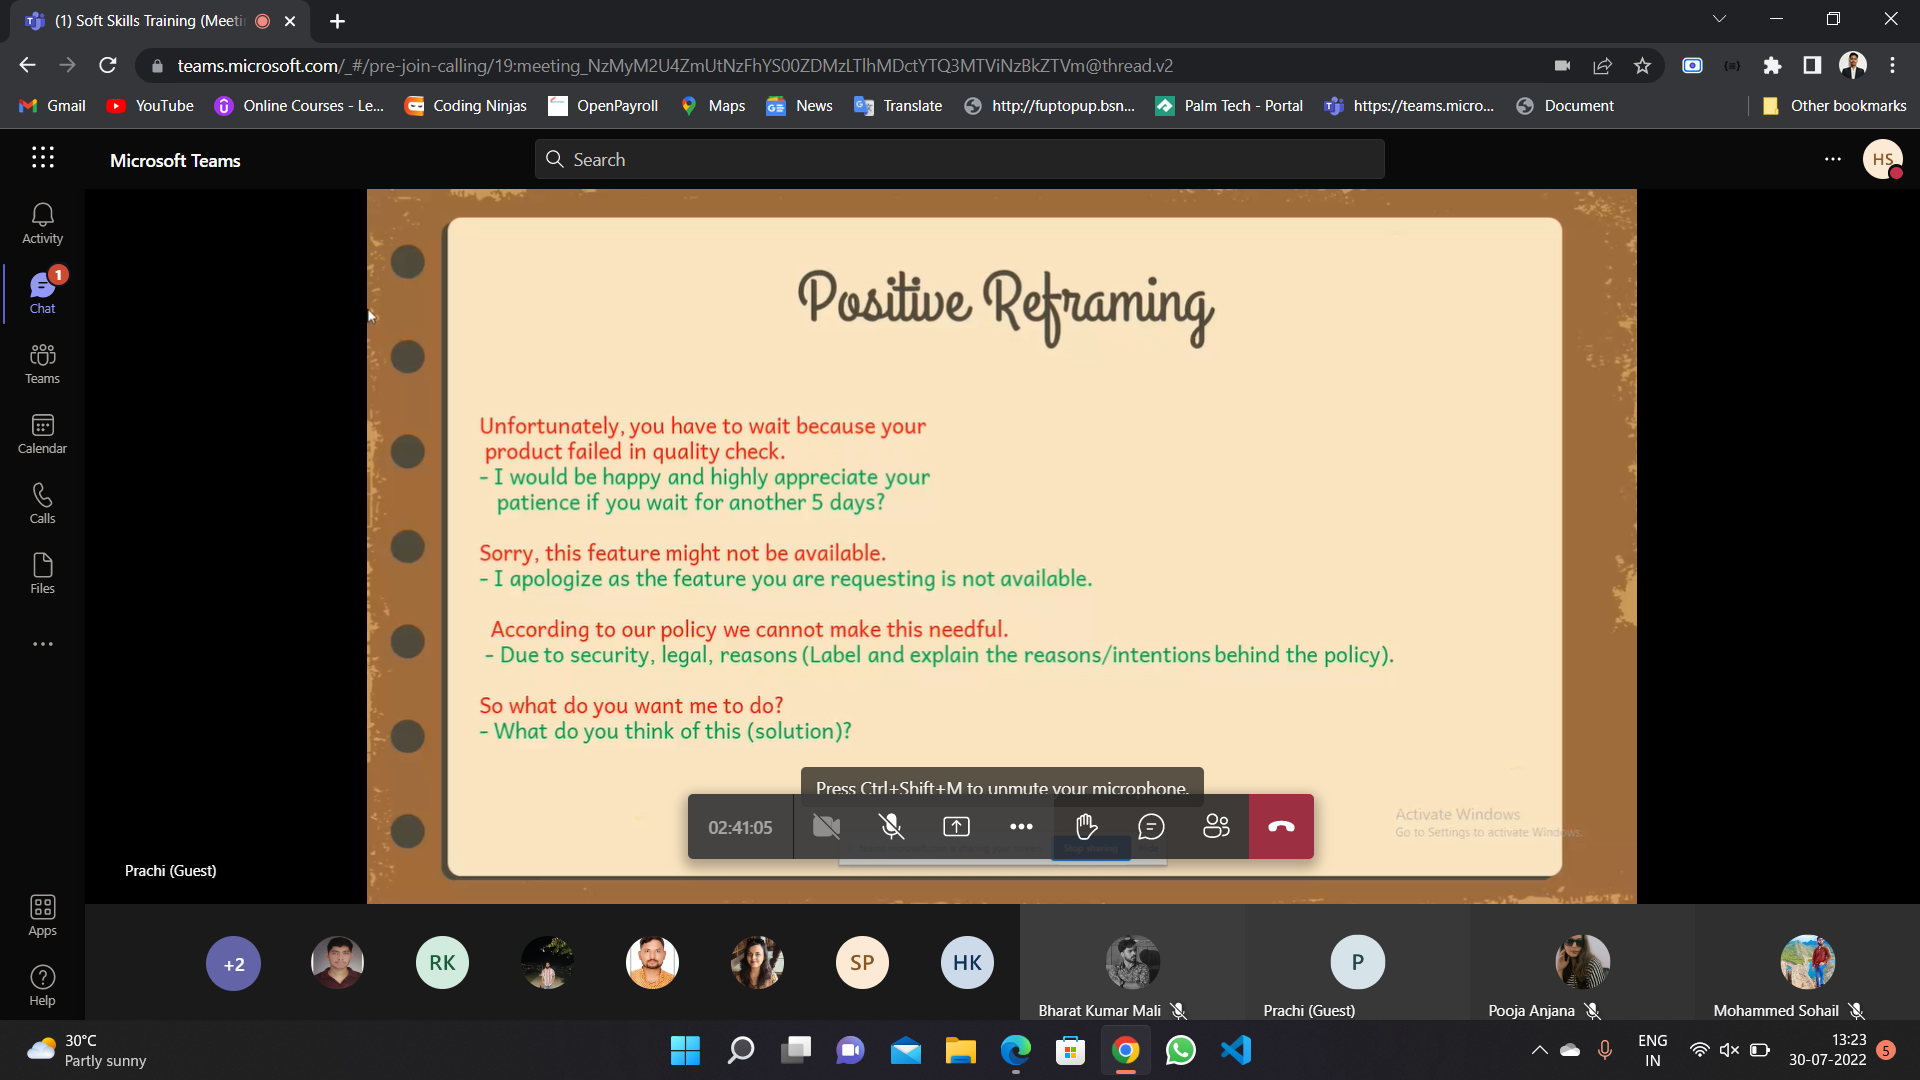 (1) Soft Skills Training (Meeti
teams.microsoft.com/_#/pre-join-calling/19:meeting_NzMyM2U4ZmUtNzFhYS00ZDMzLTlhMDctYTQ3MTViNzBkZTVm@thread.v2
Gmail YouTube Online Courses - Le... Coding Ninjas OpenPayroll Maps News Translate http://fuptopup.bsn... Palm Tech - Portal https://teams.micro... Document Other bookmarks
Microsoft Teams Search HS
Activity
1
Chat
Teams
Calendar
Calls
Files
Positive Reframing
Unfortunately, you have to wait because your
product failed in quality check.
- I would be happy and highly appreciate your
patience if you wait for another 5 days?
Sorry, this feature might not be available.
- I apologize as the feature you are requesting is not available.
According to our policy we cannot make this needful.
- Due to security, legal, reasons (Label and explain the reasons/intentions behind the policy).
So what do you want me to do?
- What do you think of this (solution)?
Press Ctrl+Shift+M to unmute your microphone.
02:41:05
Stop sharing
Activate Windows
Go to Settings to activate Windows.
Prachi (Guest)
Apps
Help
+2 RK SP HK P
Bharat Kumar Mali Prachi (Guest) Pooja Anjana Mohammed Sohail
30°C
Partly sunny
ENG
IN
13:23
30-07-2022
5